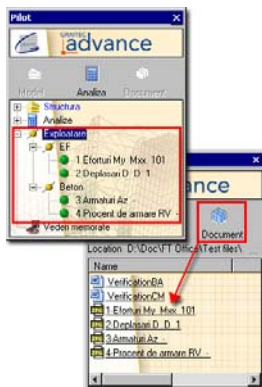 Pilot
GRAITEC
advance
Model
Analiza
Document
Structura
Analize
Exploatare
EF
1 Eforturi My Mxx 101
2 Deplasari D D 1
Beton
3 Armaturi Az
4 Procent de armare RV -
Vederi memorate
ance
Document
Location D:\Doc\FT Office\Test files\
Name
VerificationBA
VerificationCM
1 Eforturi My Mxx 101
2 Deplasari D D 1
3 Armaturi Az -
4 Procent de armare RV -